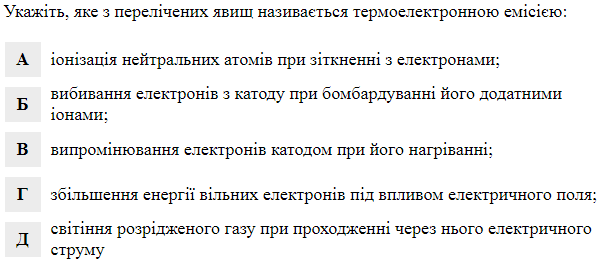 Укажіть, яке з перелічених явищ називається термоелектронною емісією:
А іонізація нейтральних атомів при зіткненні з електронами;
Б вибивання електронів з катоду при бомбардуванні його додатними
іонами;
В випромінювання електронів катодом при його нагріванні;
Г збільшення енергії вільних електронів під впливом електричного поля;
Д світіння розрідженого газу при проходженні через нього електричного
струму